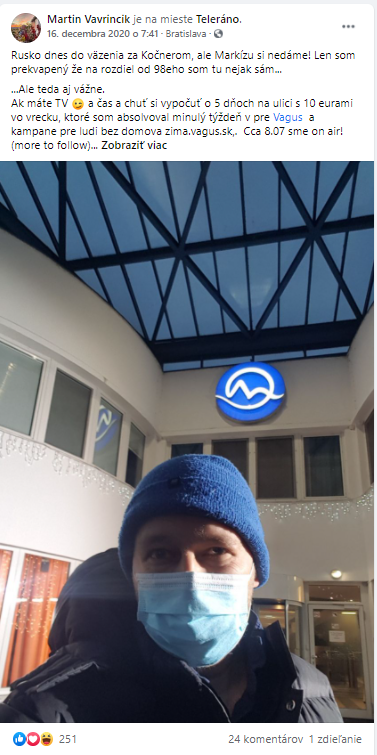 Martin Vavrinčík je na mieste Teleráno.
16. decembra 2020 o 7:41 · Bratislava ·
Rusko dnes do väzenia za Kočnerom, ale Markízu si nedáme! Len som
prekvapený že na rozdiel od 98eho som tu nejak sám...
...Ale teda aj vážne.
Ak máte TV 😉 a čas a chuť si vypočuť o 5 dňoch na ulici s 10 eurami
vo vrecku, ktoré som absolvoval minulý týždeň v pre Vagus a
kampane pre ludi bez domova zima.vagus.sk,. Cca 8.07 sme on air!
(more to follow)... Zobraziť viac
251
24 komentárov 1 zdieľanie